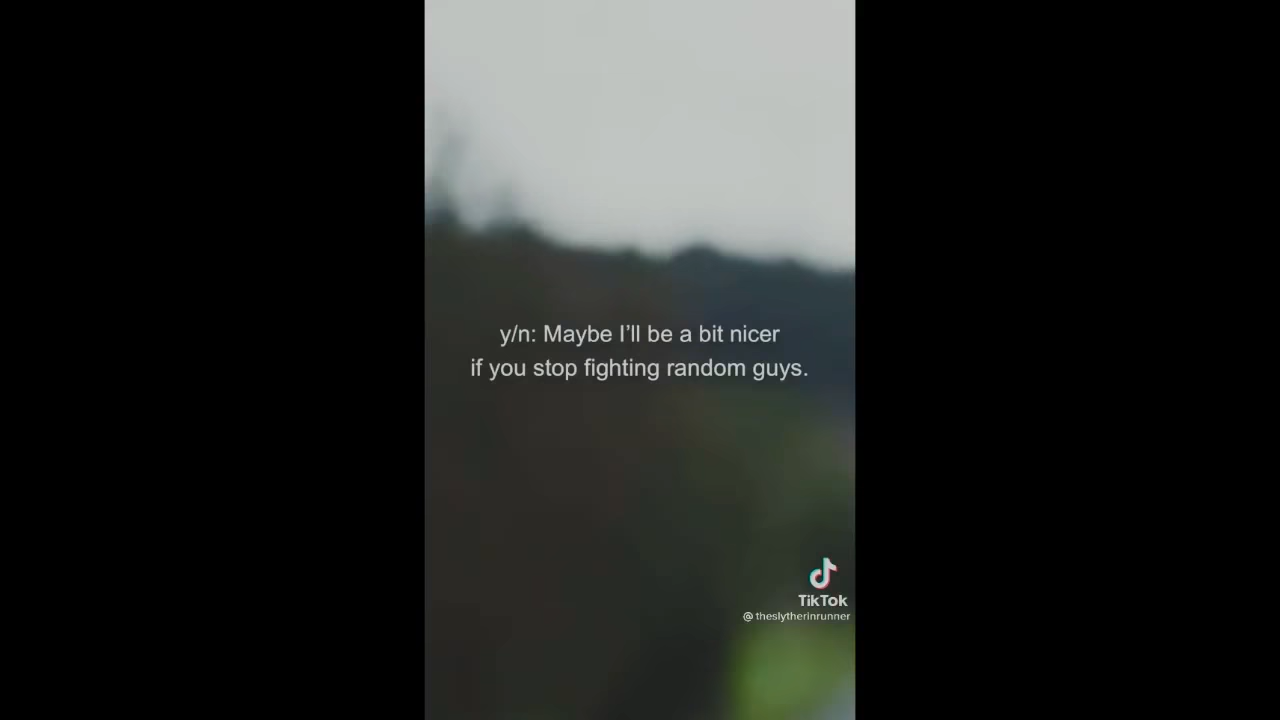 y/n: Maybe I’ll be a bit nicer
if you stop fighting random guys.
TikTok
@theslytherinrunner